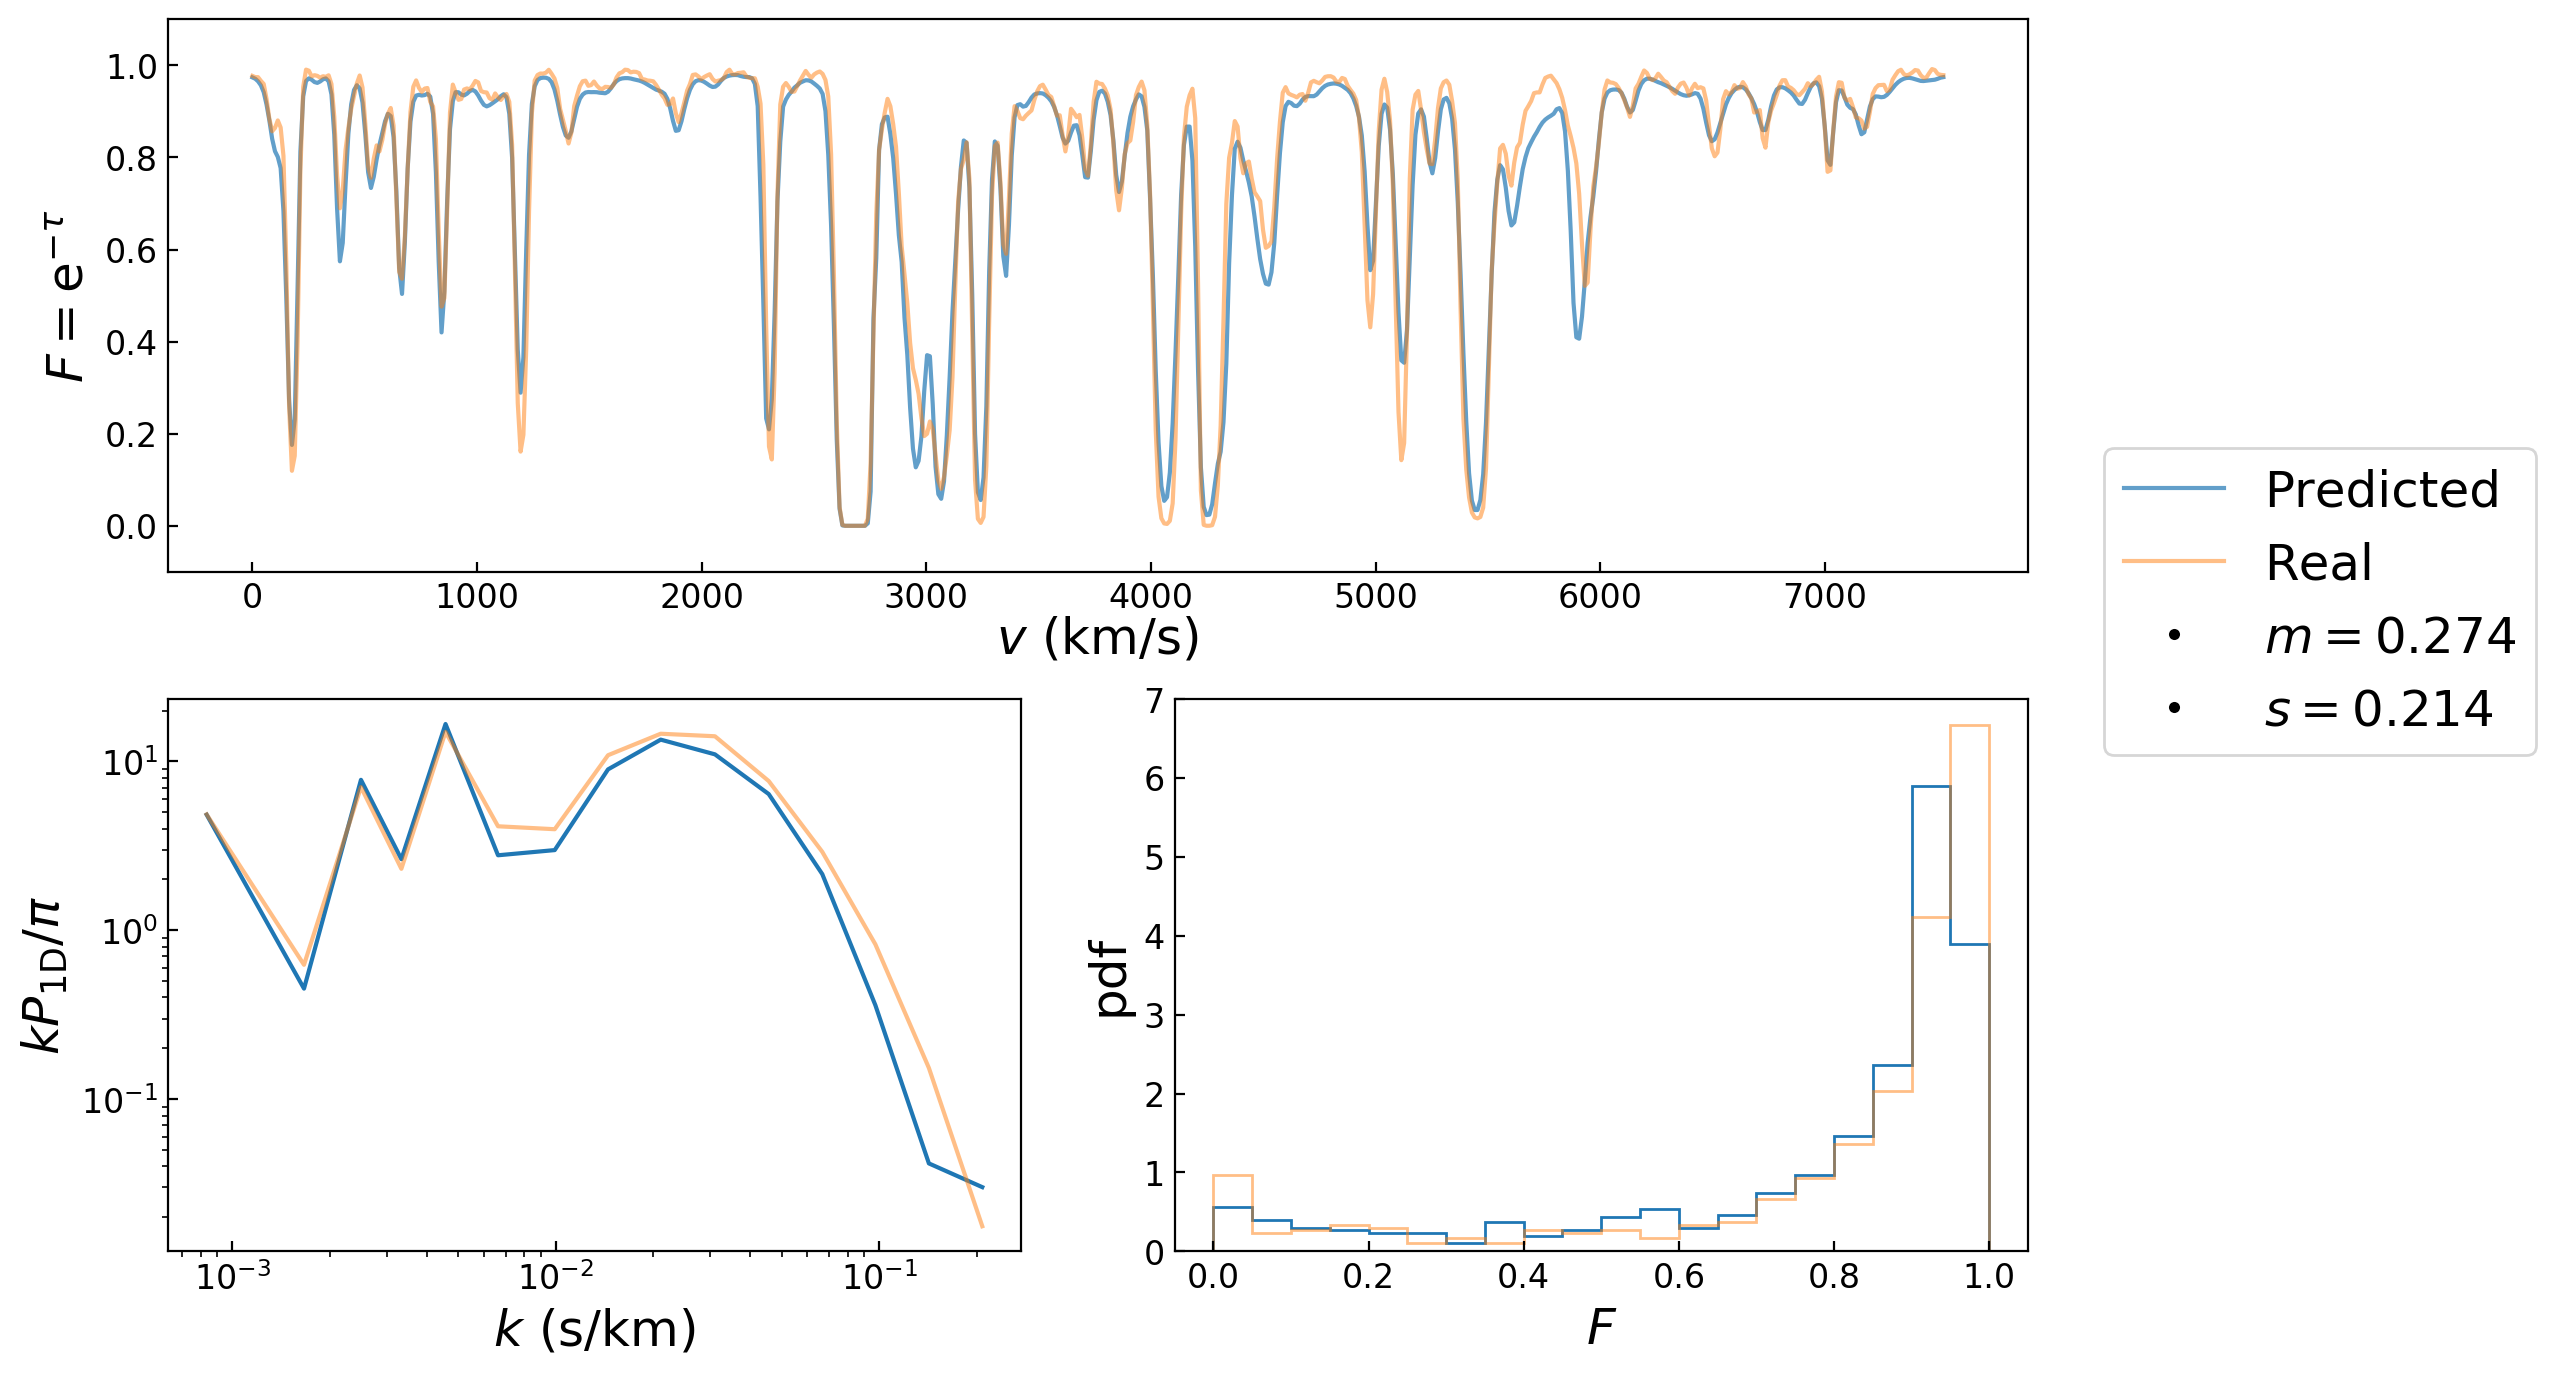 F = e^{−τ}
1.0
0.8
0.6
0.4
0.2
0.0
0 1000 2000 3000 4000 5000 6000 7000
v (km/s)
Predicted
Real
m = 0.274
s = 0.214
kP_{1D}/π
10^1
10^0
10^{−1}
10^{−3} 10^{−2} 10^{−1}
k (s/km)
pdf
7
6
5
4
3
2
1
0
0.0 0.2 0.4 0.6 0.8 1.0
F